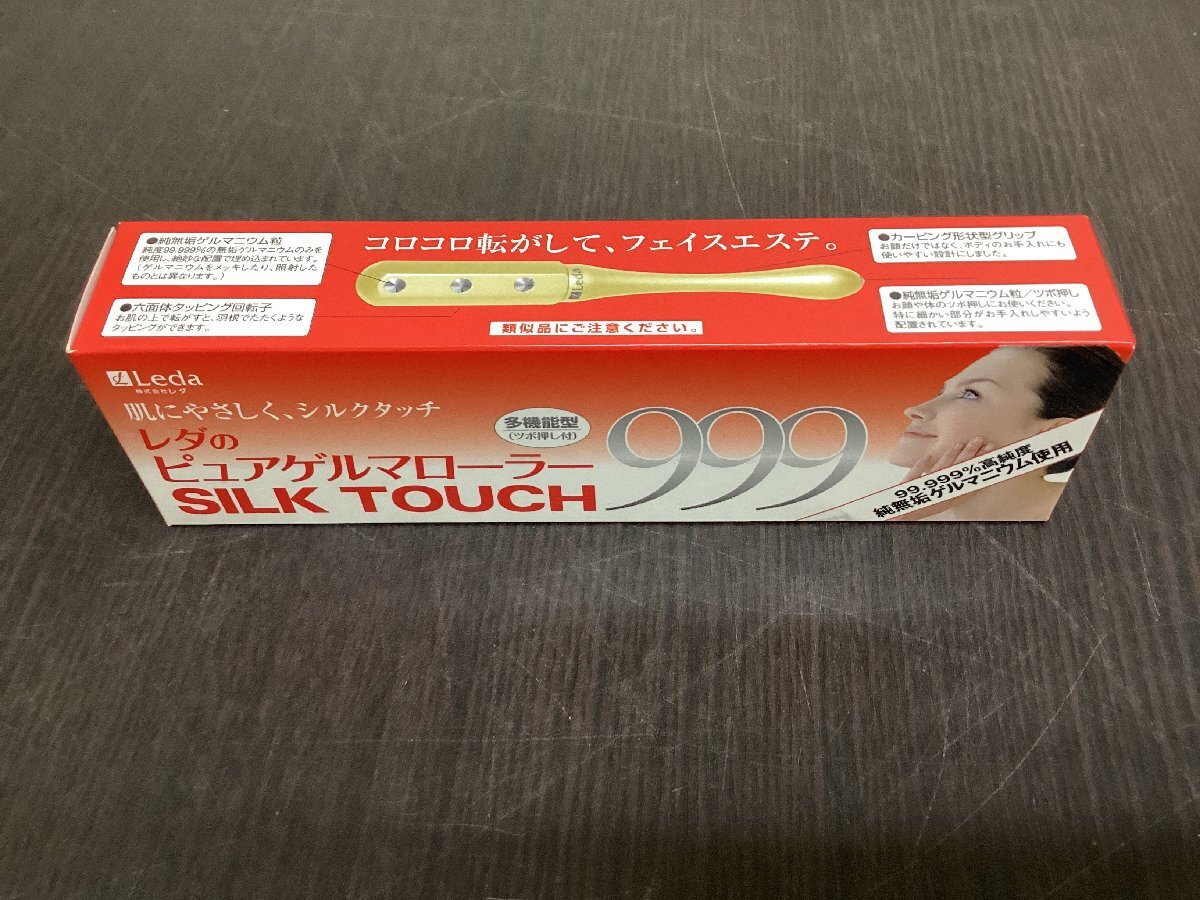 ●純無垢ゲルマニウム粒
純度99.999%の無垢ゲルマニウムのみを
使用し、絶妙な配置で埋め込まれています。
(ゲルマニウムをメッキしたり、照射した
ものとは異なります。)
●六面体タッピング回転子
お肌の上で転がすと、羽根でたたくような
タッピングができます。
コロコロ転がして、フェイスエステ。
Leda
類似品にご注意ください。
●カービング形状型グリップ
お顔だけではなく、ボディのお手入れにも
使いやすい設計にしました。
●純無垢ゲルマニウム粒/ツボ押し
お顔や体のツボ押しにお使いください。
特に細かい部分がお手入れしやすいよう
配置されています。
Leda
株式会社レダ
肌にやさしく、シルクタッチ
レダの
ピュアゲルマローラー
SILK TOUCH
多機能型
(ツボ押し付)
999
99.999%高純度
純無垢ゲルマニウム使用